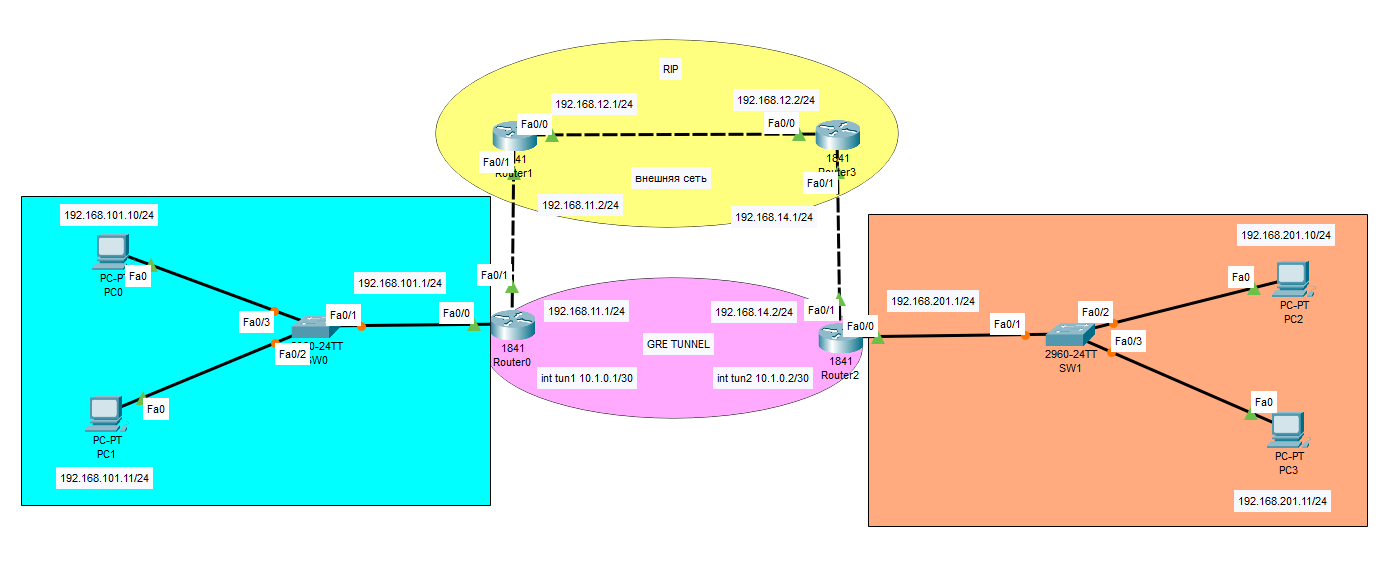 RIP
192.168.12.1/24
192.168.12.2/24
Fa0/0
Fa0/0
41
Router1
1841
Router3
Fa0/1
Fa0/1
внешняя сеть
192.168.11.2/24
192.168.14.1/24
192.168.101.10/24
PC-PT
PC0
Fa0
192.168.101.1/24
Fa0/1
Fa0/0
Fa0/3
Fa0/1
Fa0/2
0-24TT
SW0
Fa0
PC-PT
PC1
192.168.101.11/24
192.168.11.1/24
192.168.14.2/24
Fa0/1
Fa0/0
1841
Router0
GRE TUNNEL
1841
Router2
int tun1 10.1.0.1/30
int tun2 10.1.0.2/30
192.168.201.10/24
192.168.201.1/24
Fa0
PC-PT
PC2
Fa0/1
Fa0/2
Fa0/3
2960-24TT
SW1
Fa0
PC-PT
PC3
192.168.201.11/24